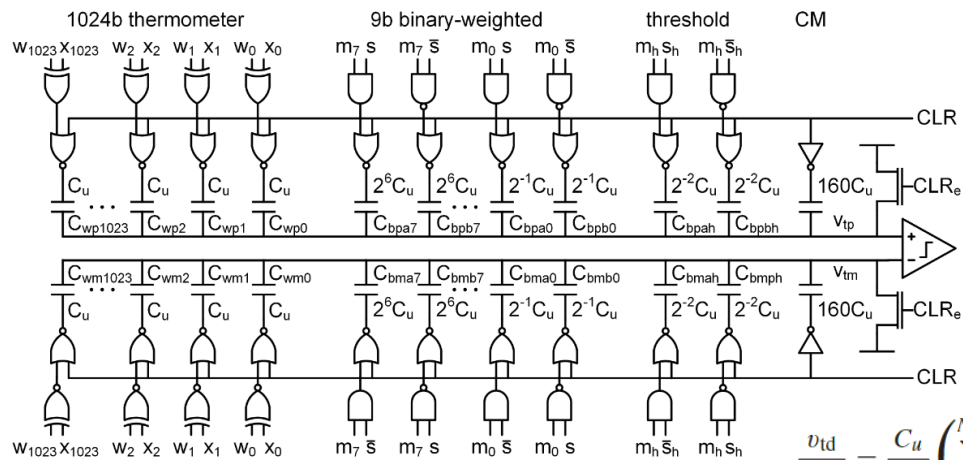 1024b thermometer 9b binary-weighted threshold CM
w1023 x1023 w2 x2 w1 x1 w0 x0 m7 s m7 s̄ m0 s m0 s̄ mh sh mh s̄h
CLR
Cu Cu Cu Cu 2^6Cu 2^6Cu 2^-1Cu 2^-1Cu 2^-2Cu 2^-2Cu 160Cu CLRe
... ...
Cwp1023 Cwp2 Cwp1 Cwp0 Cbpa7 Cbpb7 Cbpa0 Cbpb0 Cbpah Cbpbh vtp
+
−
Cwm1023 Cwm2 Cwm1 Cwm0 Cbma7 Cbmb7 Cbma0 Cbmb0 Cbmah Cbmph vtm
... ...
Cu Cu Cu Cu 2^6Cu 2^6Cu 2^-1Cu 2^-1Cu 2^-2Cu 2^-2Cu 160Cu CLRe
CLR
w1023 x1023 w2 x2 w1 x1 w0 x0 m7 s̄ m7 s m0 s̄ m0 s mh s̄h mh sh
vtd = Cu (